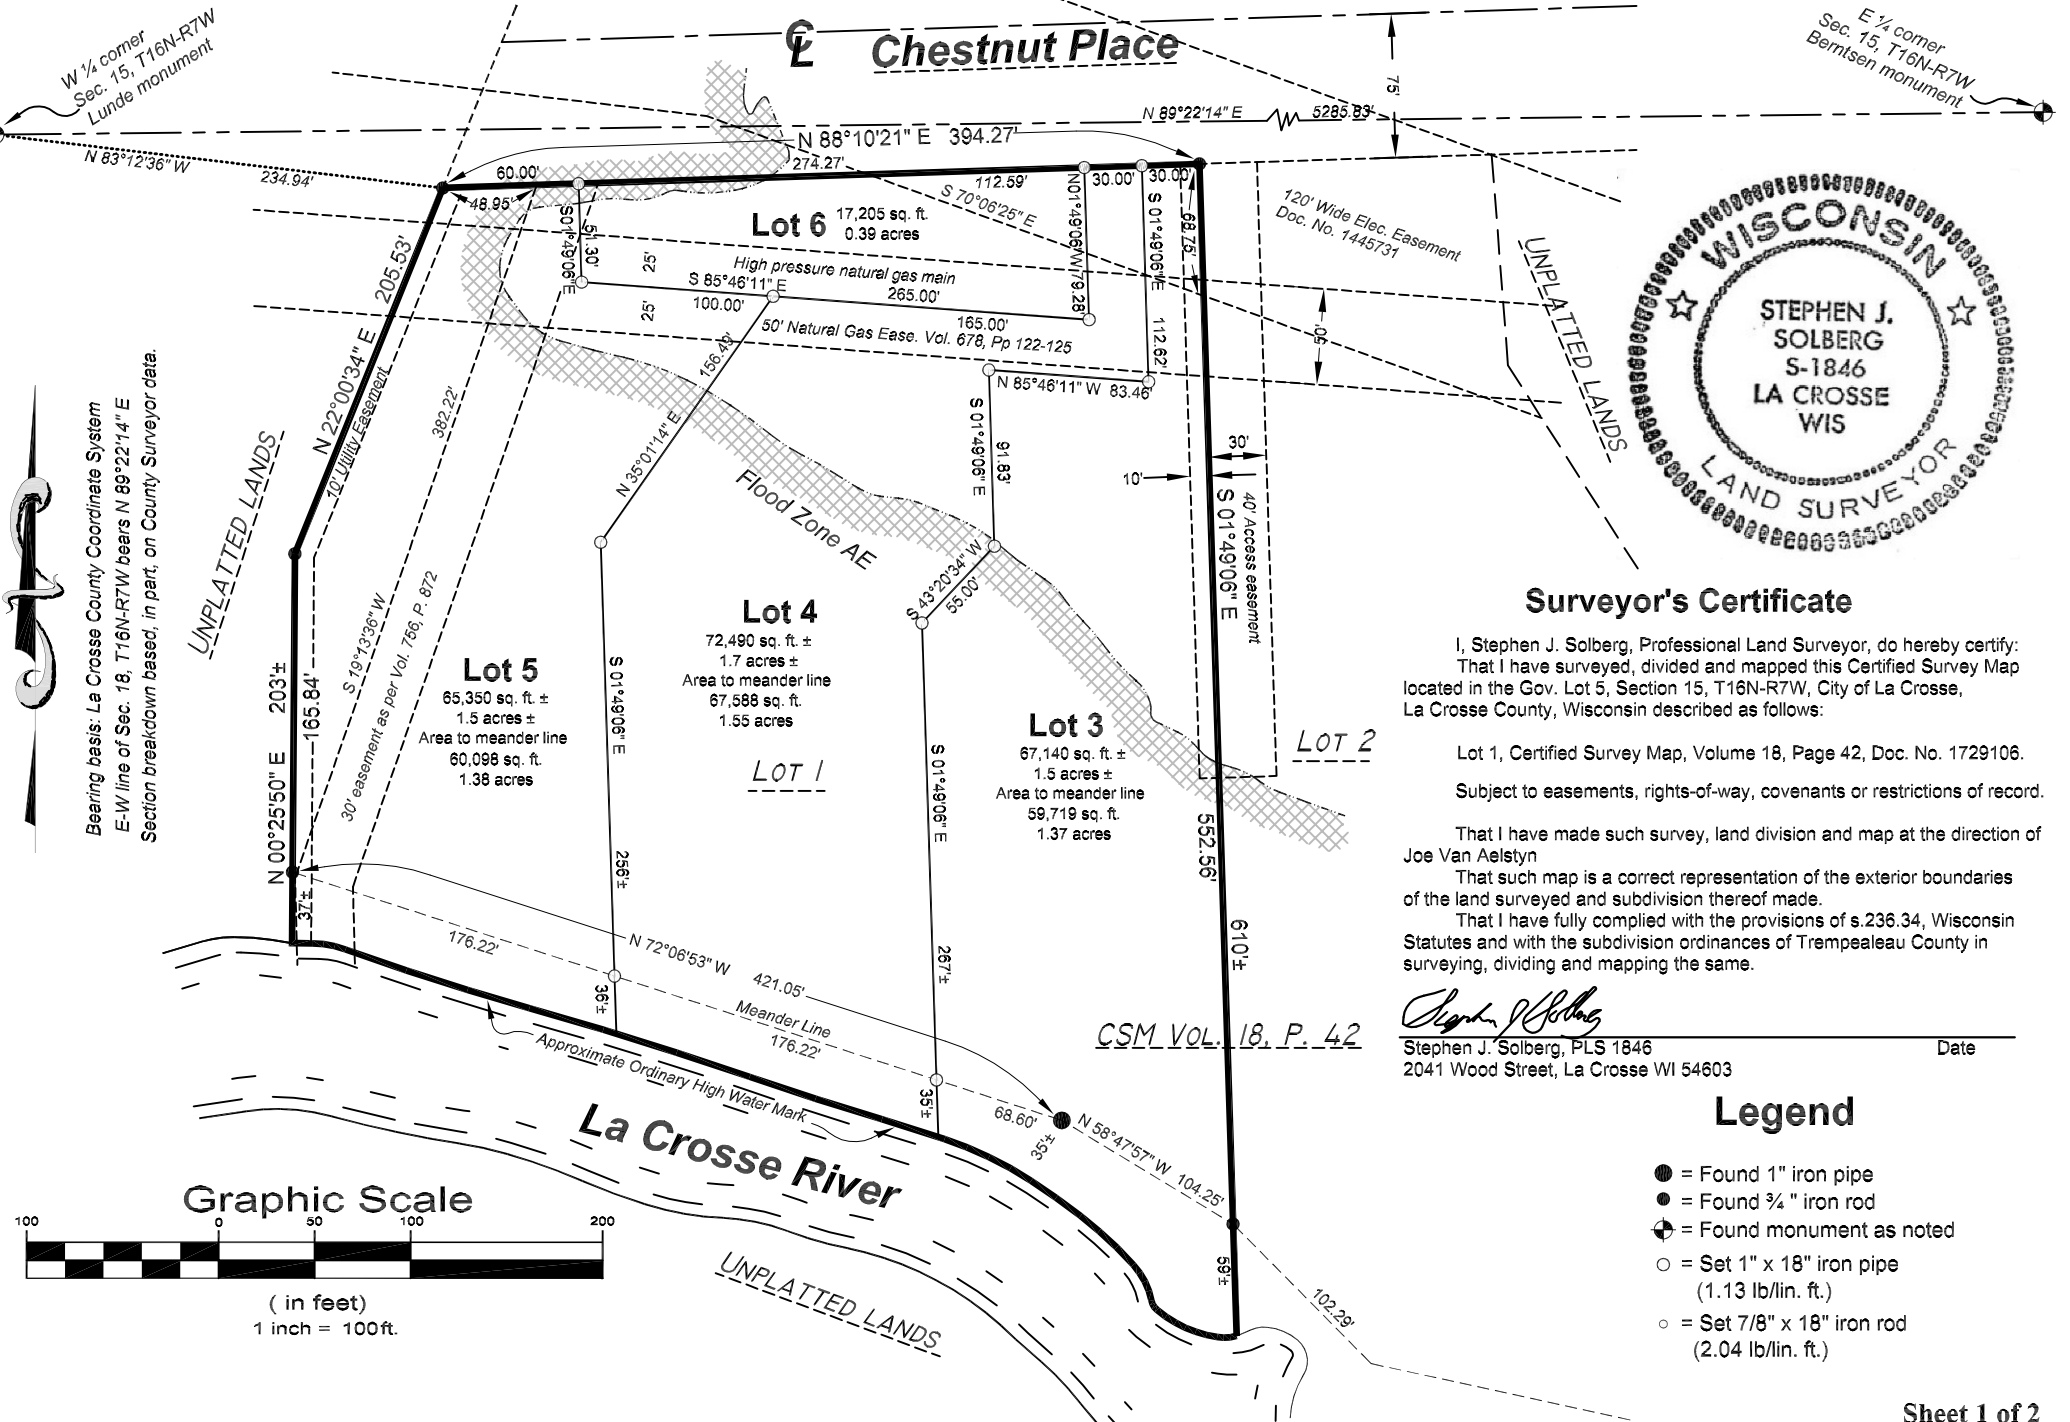 W ¼ corner
Sec. 15, T16N-R7W
Lunde monument
℄ Chestnut Place
E ¼ corner
Sec. 15, T16N-R7W
Berntsen monument
75'
N 89°22'14" E 5285.83'
N 88°10'21" E 394.27'
N 83°12'36" W 234.94'
60.00'
274.27'
112.59'
30.00'
30.00'
48.95'
S 70°06'25" E
S 01°49'06" E
51.30'
Lot 6
17,205 sq. ft.
0.39 acres
N 01°49'06" W 79.28'
S 01°49'06" E 112.62'
68.75'
120' Wide Elec. Easement
Doc. No. 1445731
25'
25'
High pressure natural gas main
S 85°46'11" E
265.00'
100.00'
165.00'
50' Natural Gas Ease. Vol. 678, Pp 122-125
50'
N 85°46'11" W 83.46'
N 22°00'34" E 205.53'
10' Utility Easement
382.22'
S 19°13'36" W
30' easement as per Vol. 756, P. 872
156.49'
N 35°01'14" E
S 01°49'06" E 91.83'
Flood Zone AE
S 43°20'34" W
55.00'
30'
10'
40' Access easement
S 01°49'06" E
552.56'
610'±
UNPLATTED LANDS
UNPLATTED LANDS
Bearing basis: La Crosse County Coordinate System
E-W line of Sec. 18, T16N-R7W bears N 89°22'14" E
Section breakdown based, in part, on County Surveyor data.
N 00°25'50" E 203'±
165.84'
37'±
Lot 5
65,350 sq. ft. ±
1.5 acres ±
Area to meander line
60,098 sq. ft.
1.38 acres
S 01°49'06" E
256'±
36'±
Lot 4
72,490 sq. ft. ±
1.7 acres ±
Area to meander line
67,588 sq. ft.
1.55 acres
LOT 1
S 01°49'06" E
267'±
35'±
Lot 3
67,140 sq. ft. ±
1.5 acres ±
Area to meander line
59,719 sq. ft.
1.37 acres
LOT 2
CSM VOL. 18, P. 42
N 72°06'53" W 421.05'
176.22'
Meander Line
176.22'
68.60'
35'±
N 58°47'57" W 104.25'
59'±
102.29'
Approximate Ordinary High Water Mark
La Crosse River
UNPLATTED LANDS
Graphic Scale
100 0 50 100 200
( in feet)
1 inch = 100ft.
WISCONSIN
STEPHEN J.
SOLBERG
S-1846
LA CROSSE
WIS
LAND SURVEYOR
Surveyor's Certificate
I, Stephen J. Solberg, Professional Land Surveyor, do hereby certify:
That I have surveyed, divided and mapped this Certified Survey Map
located in the Gov. Lot 5, Section 15, T16N-R7W, City of La Crosse,
La Crosse County, Wisconsin described as follows:
Lot 1, Certified Survey Map, Volume 18, Page 42, Doc. No. 1729106.
Subject to easements, rights-of-way, covenants or restrictions of record.
That I have made such survey, land division and map at the direction of
Joe Van Aelstyn
That such map is a correct representation of the exterior boundaries
of the land surveyed and subdivision thereof made.
That I have fully complied with the provisions of s.236.34, Wisconsin
Statutes and with the subdivision ordinances of Trempealeau County in
surveying, dividing and mapping the same.
Stephen J Solberg
Stephen J. Solberg, PLS 1846 Date
2041 Wood Street, La Crosse WI 54603
Legend
= Found 1" iron pipe
= Found ¾ " iron rod
= Found monument as noted
= Set 1" x 18" iron pipe
(1.13 lb/lin. ft.)
= Set 7/8" x 18" iron rod
(2.04 lb/lin. ft.)
Sheet 1 of 2